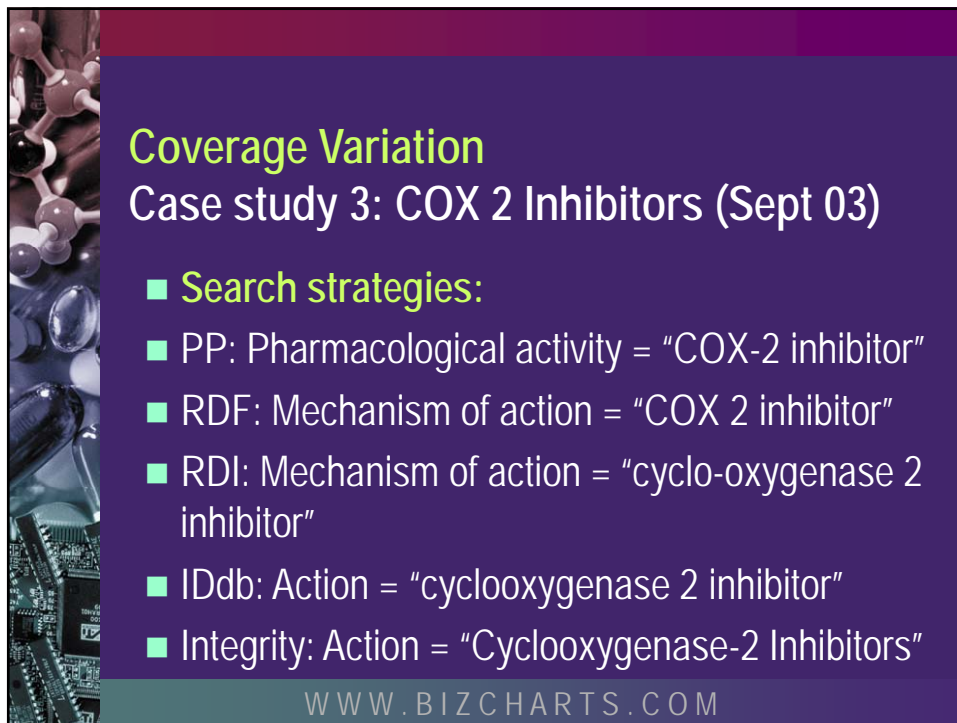 Coverage Variation
Case study 3: COX 2 Inhibitors (Sept 03)
■ Search strategies:
■ PP: Pharmacological activity = “COX-2 inhibitor”
■ RDF: Mechanism of action = “COX 2 inhibitor”
■ RDI: Mechanism of action = “cyclo-oxygenase 2
inhibitor”
■ IDdb: Action = “cyclooxygenase 2 inhibitor”
■ Integrity: Action = “Cyclooxygenase-2 Inhibitors”
WWW.BIZCHARTS.COM